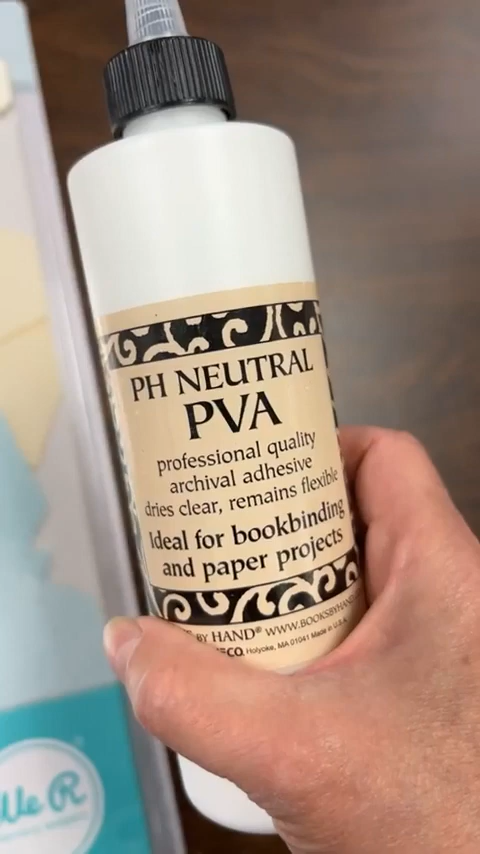 PH NEUTRAL
PVA
professional quality
archival adhesive
dries clear, remains flexible
Ideal for bookbinding
and paper projects
BY HAND® WWW.BOOKSBYHAND
Holyoke, MA 01041 Made in U.S.A.
We R